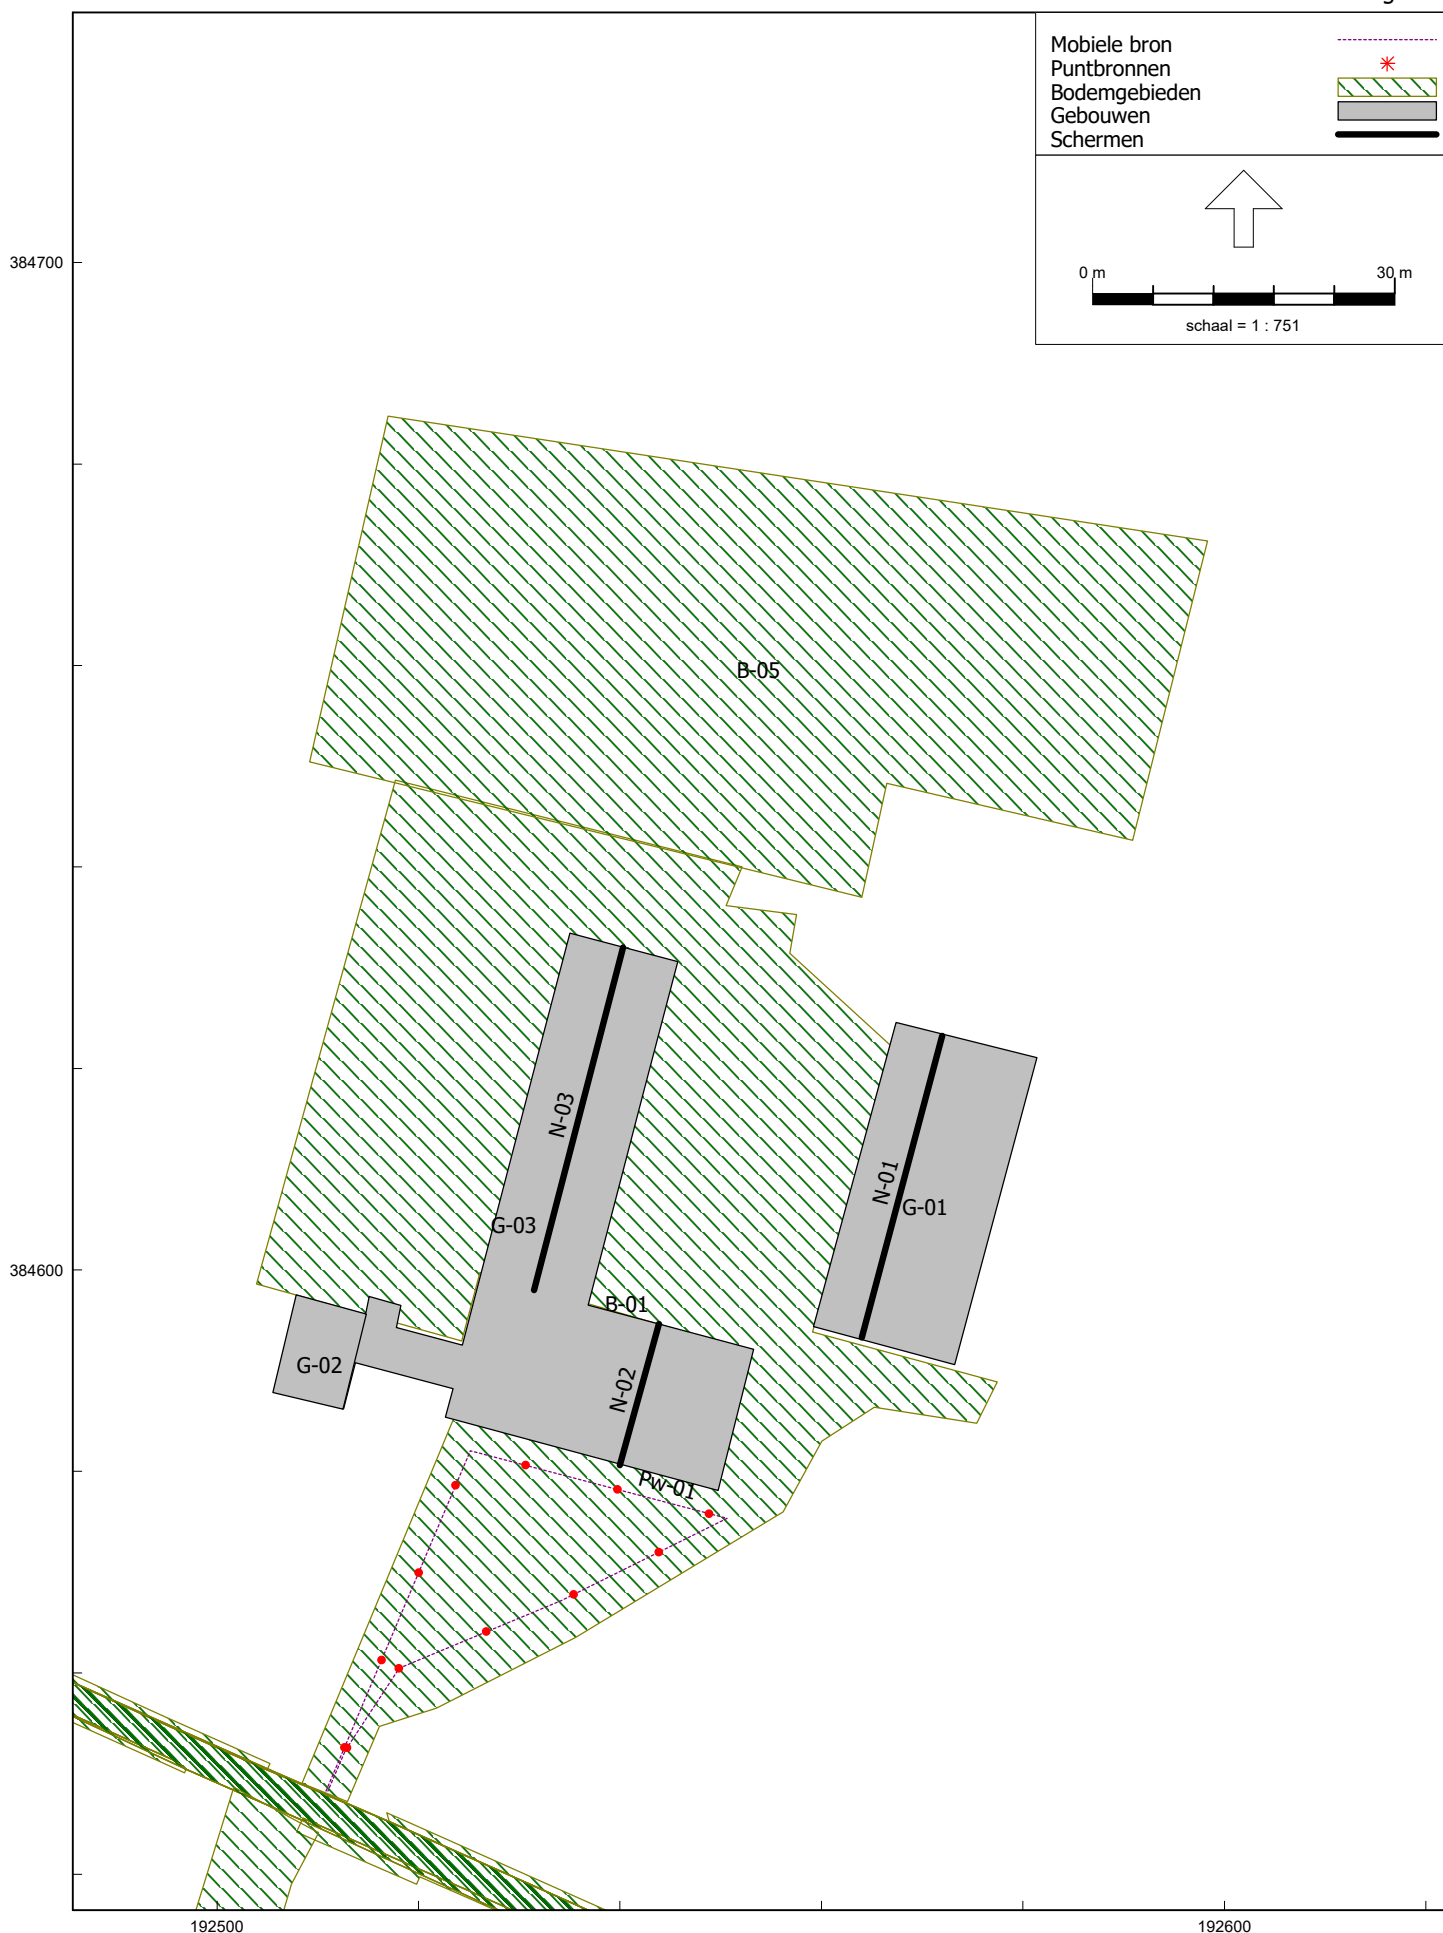 Mobiele bron
Puntbronnen
Bodemgebieden
Gebouwen
Schermen
0 m 30 m
schaal = 1 : 751
384700
B-05
N-03
N-01
G-01
G-03
384600
B-01
G-02
N-02
Pw-01
192500 192600